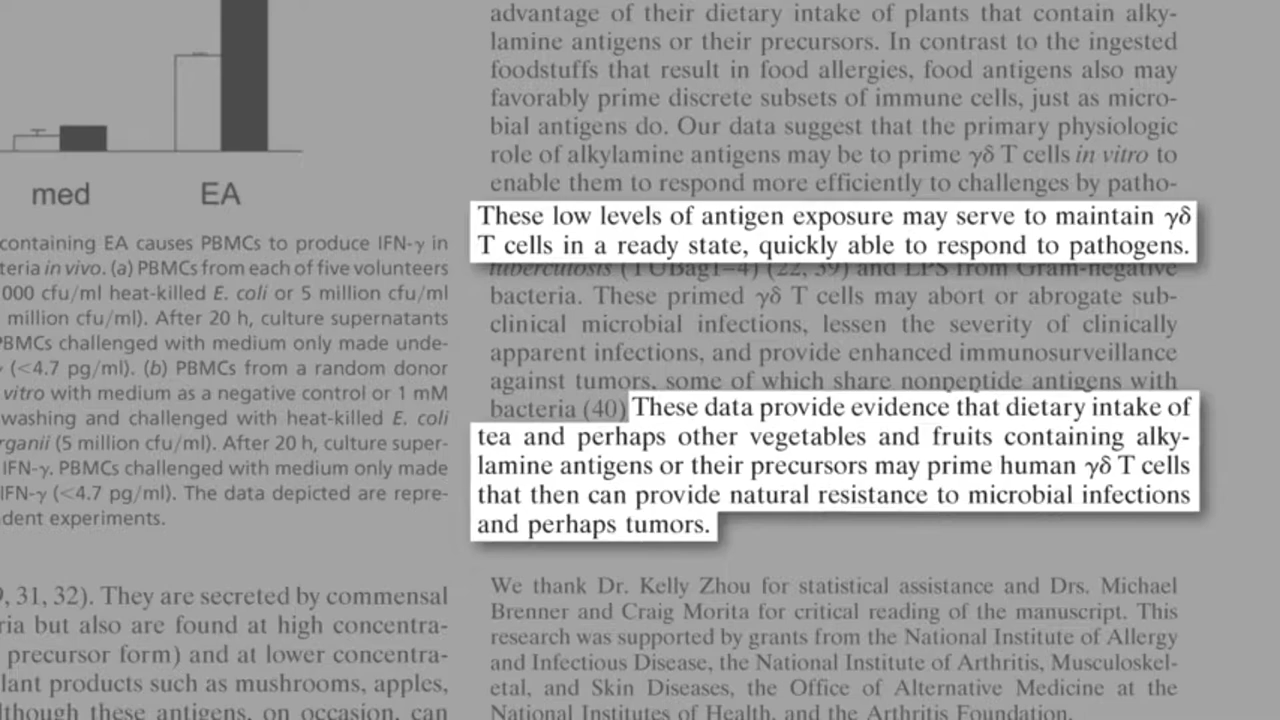 med EA
containing EA causes PBMCs to produce IFN-γ in
teria in vivo. (a) PBMCs from each of five volunteers
000 cfu/ml heat-killed E. coli or 5 million cfu/ml
million cfu/ml). After 20 h, culture supernatants
PBMCs challenged with medium only made unde-
(<4.7 pg/ml). (b) PBMCs from a random donor
vitro with medium as a negative control or 1 mM
washing and challenged with heat-killed E. coli
rganii (5 million cfu/ml). After 20 h, culture super-
IFN-γ. PBMCs challenged with medium only made
IFN-γ (<4.7 pg/ml). The data depicted are repre-
dent experiments.
9, 31, 32). They are secreted by commensal
ria but also are found at high concentra-
precursor form) and at lower concentra-
lant products such as mushrooms, apples,
lthough these antigens, on occasion, can
advantage of their dietary intake of plants that contain alky-
lamine antigens or their precursors. In contrast to the ingested
foodstuffs that result in food allergies, food antigens also may
favorably prime discrete subsets of immune cells, just as micro-
bial antigens do. Our data suggest that the primary physiologic
role of alkylamine antigens may be to prime γδ T cells in vitro to
enable them to respond more efficiently to challenges by patho-
These low levels of antigen exposure may serve to maintain γδ
T cells in a ready state, quickly able to respond to pathogens.
tuberculosis (TUBag1–4) (22, 39) and LPS from Gram-negative
bacteria. These primed γδ T cells may abort or abrogate sub-
clinical microbial infections, lessen the severity of clinically
apparent infections, and provide enhanced immunosurveillance
against tumors, some of which share nonpeptide antigens with
bacteria (40) These data provide evidence that dietary intake of
tea and perhaps other vegetables and fruits containing alky-
lamine antigens or their precursors may prime human γδ T cells
that then can provide natural resistance to microbial infections
and perhaps tumors.
We thank Dr. Kelly Zhou for statistical assistance and Drs. Michael
Brenner and Craig Morita for critical reading of the manuscript. This
research was supported by grants from the National Institute of Allergy
and Infectious Disease, the National Institute of Arthritis, Musculoskel-
etal, and Skin Diseases, the Office of Alternative Medicine at the
National Institutes of Health, and the Arthritis Foundation.